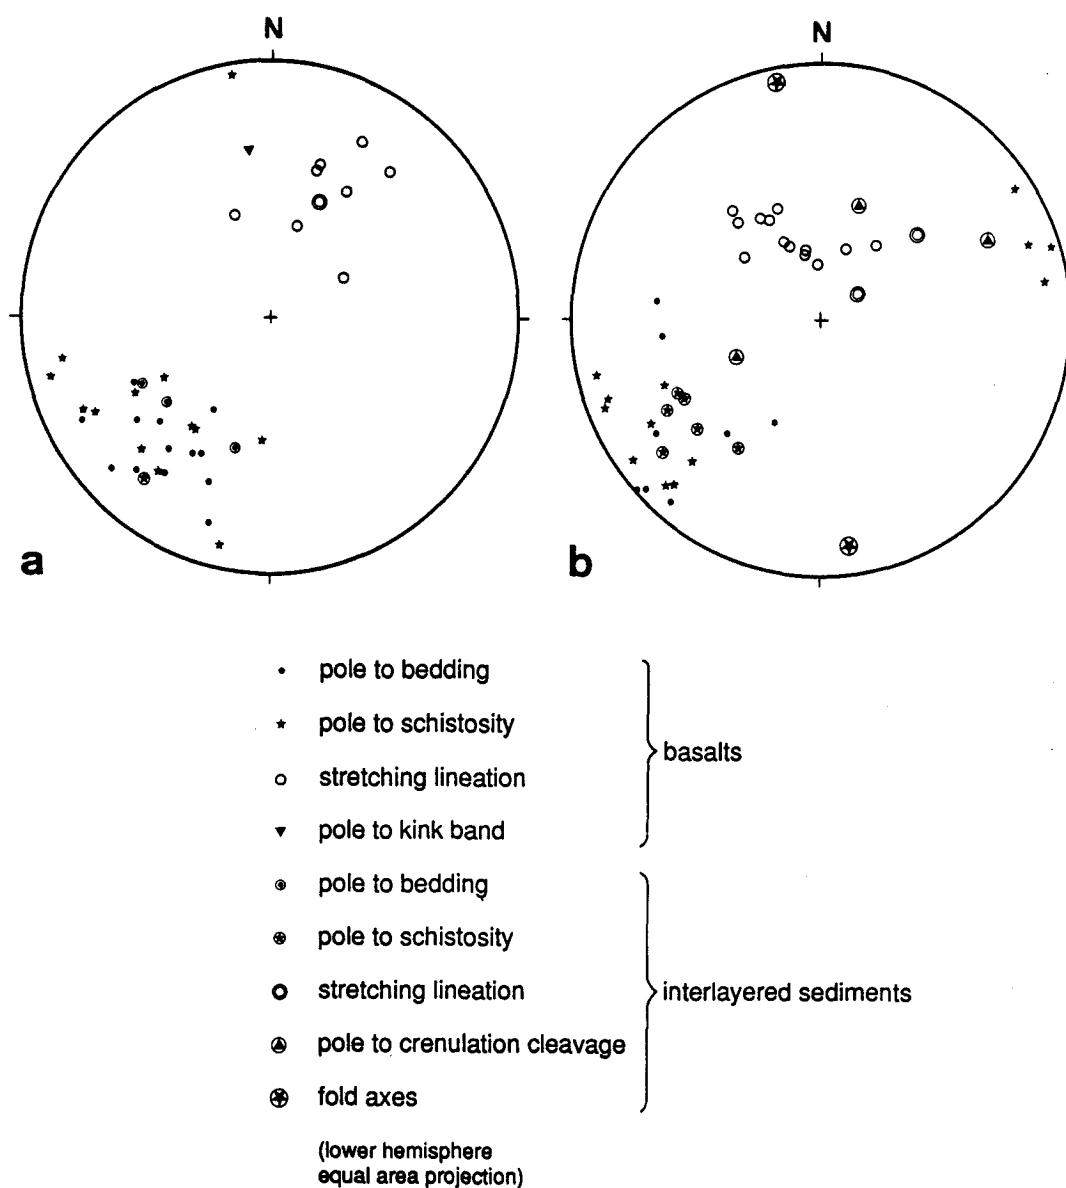 N
N
a
b
pole to bedding
pole to schistosity
stretching lineation
pole to kink band
basalts
pole to bedding
pole to schistosity
stretching lineation
pole to crenulation cleavage
fold axes
interlayered sediments
(lower hemisphere
equal area projection)